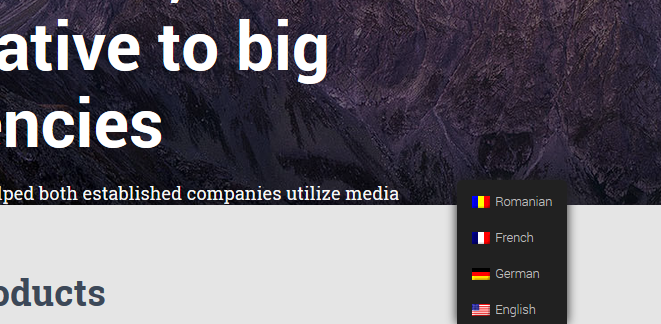 ative to big
encies
lped both established companies utilize media
oducts
Romanian
French
German
English